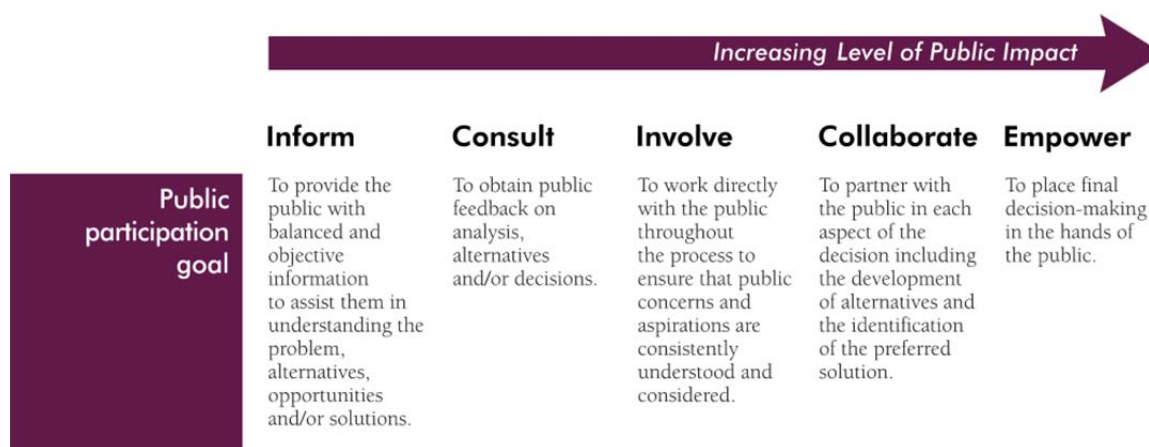 Increasing Level of Public Impact
Inform
Consult
Involve
Collaborate
Empower
Public
participation
goal
To provide the
public with
balanced and
objective
information
to assist them in
understanding the
problem,
alternatives,
opportunities
and/or solutions.
To obtain public
feedback on
analysis,
alternatives
and/or decisions.
To work directly
with the public
throughout
the process to
ensure that public
concerns and
aspirations are
consistently
understood and
considered.
To partner with
the public in each
aspect of the
decision including
the development
of alternatives and
the identification
of the preferred
solution.
To place final
decision-making
in the hands of
the public.